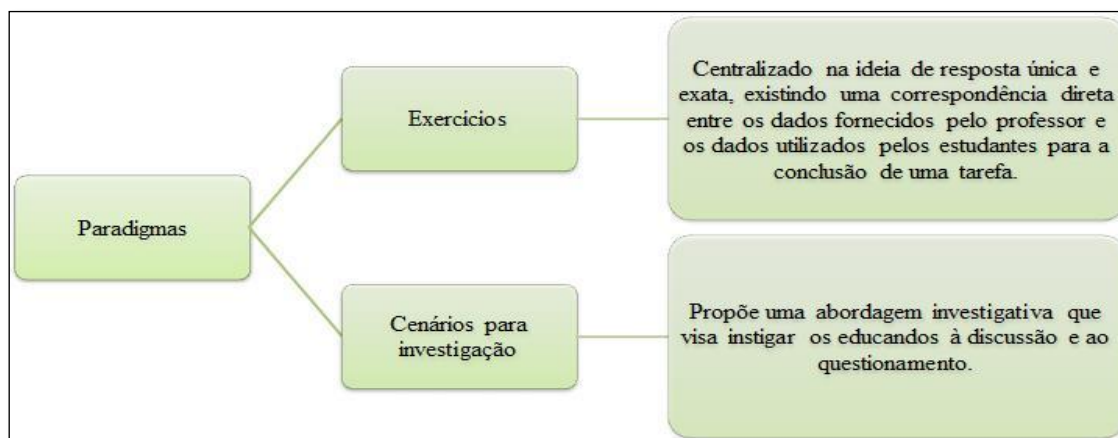 Paradigmas
Exercicios
Centralizado na ideia de resposta única e
exata, existindo uma correspondência direta
entre os dados fornecidos pelo professor e
os dados utilizados pelos estudantes para a
conclusão de uma tarefa.
Cenários para
investigação
Propõe uma abordagem investigativa que
visa instigar os educandos à discussão e ao
questionamento.